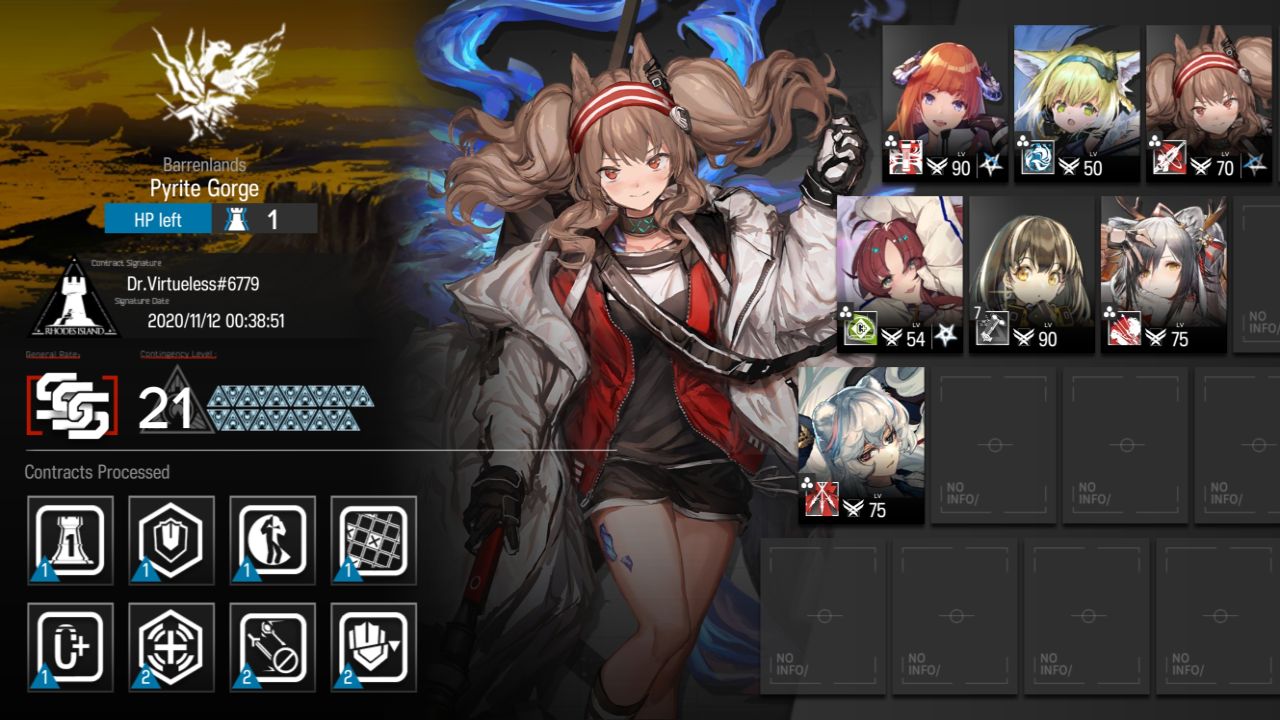 Barrenlands
Pyrite Gorge
HP left 1
Contract Signature
Dr.Virtueless#6779
Signature Date
2020/11/12 00:38:51
RHODES ISLAND
General Rate:
Contingency Level:
SSS
21
Contracts Processed
1
1 1 1 1
1 2 2 2
LV 90
LV 50
LV 70
LV 54
7
LV 90
LV 75
NO
INFO/
LV 75
NO
INFO/
NO
INFO/
NO
INFO/
NO
INFO/
NO
INFO/
NO
INFO/
NO
INFO/